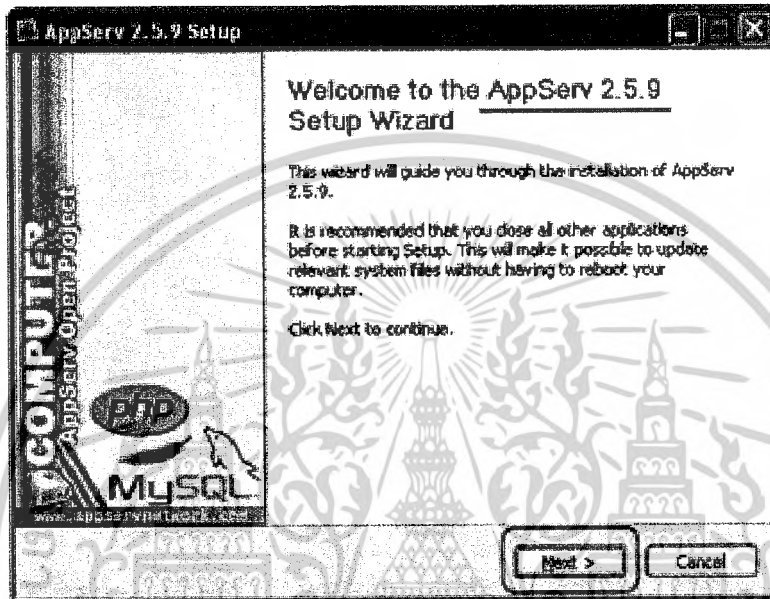 AppServ 2.5.9 Setup
Welcome to the AppServ 2.5.9
Setup Wizard
This wizard will guide you through the installation of AppServ
2.5.9.
It is recommended that you close all other applications
before starting Setup. This will make it possible to update
relevant system files without having to reboot your
computer.
Click Next to continue.
COMPUTER
AppServ Open Project
php
MySQL
Next >
Cancel